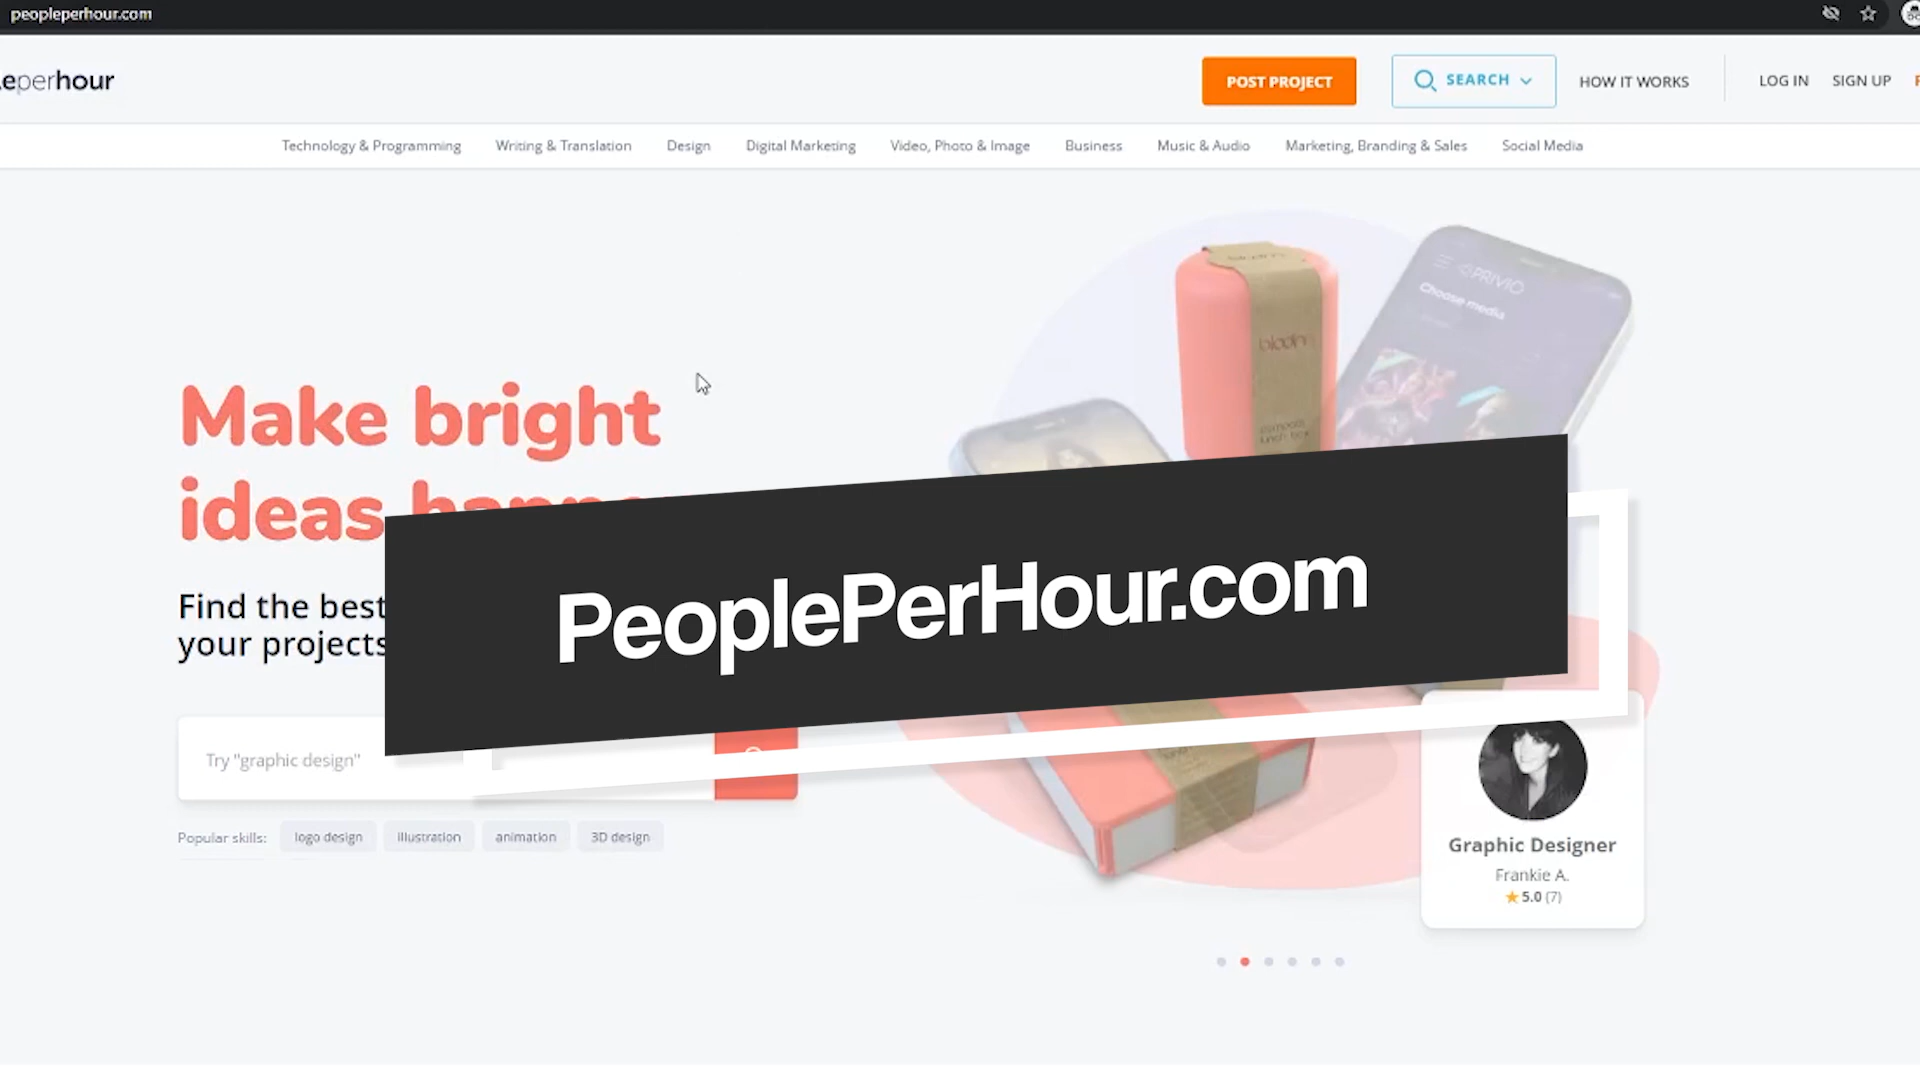 peopleperhour.com
eperhour
POST PROJECT
SEARCH
HOW IT WORKS
LOG IN
SIGN UP
Technology & Programming
Writing & Translation
Design
Digital Marketing
Video, Photo & Image
Business
Music & Audio
Marketing, Branding & Sales
Social Media
PRIVIO
Choose media
Make bright
ideas
Find the best
your projects
PeoplePerHour.com
Try "graphic design"
Popular skills:
logo design
illustration
animation
3D design
Graphic Designer
Frankie A.
5.0 (7)